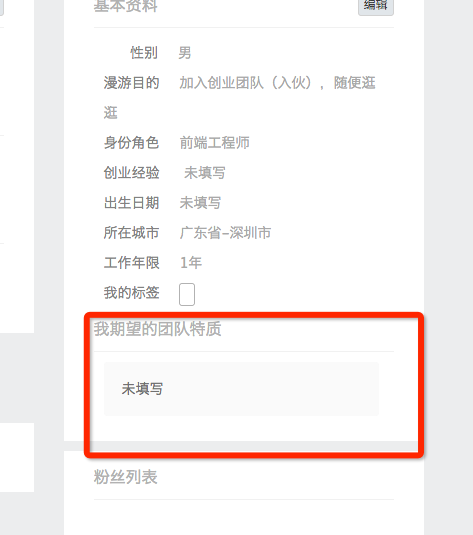 基本资料
编辑
性别 男
漫游目的 加入创业团队（入伙），随便逛
逛
身份角色 前端工程师
创业经验 未填写
出生日期 未填写
所在城市 广东省-深圳市
工作年限 1年
我的标签
我期望的团队特质
未填写
粉丝列表